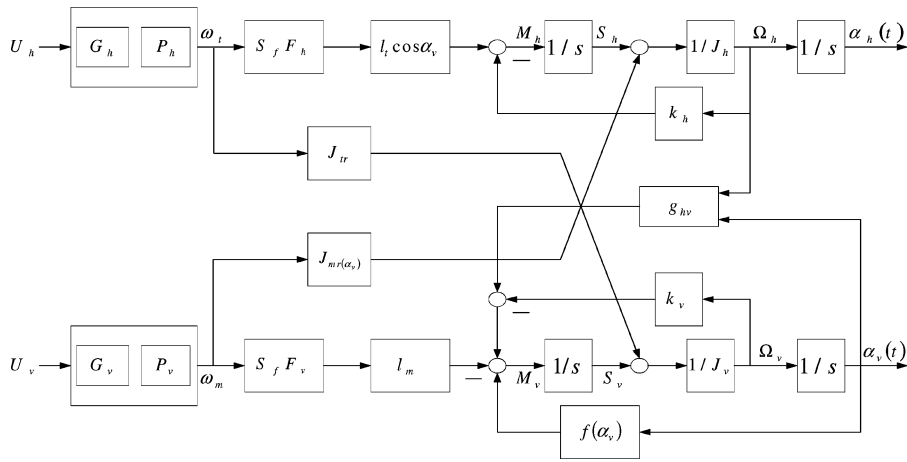 U_h G_h P_h ω_t S_f F_h l_t cosα_v M_h 1/s S_h 1/J_h Ω_h 1/s α_h(t)
−
k_h
J_tr
g_hv
J_mr(α_v)
k_v
−
U_v G_v P_v ω_m S_f F_v l_m − M_v 1/s S_v 1/J_v Ω_v 1/s α_v(t)
f(α_v)